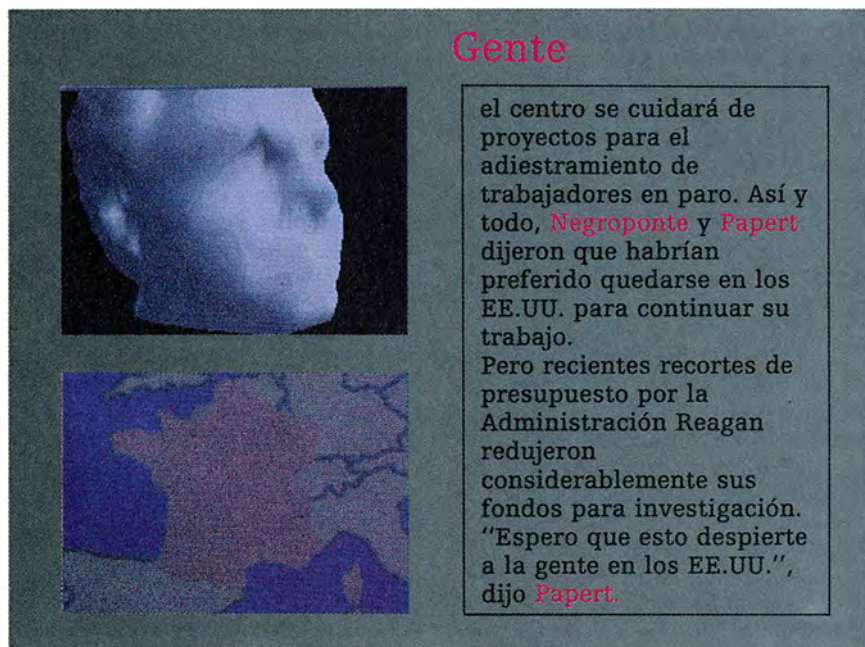 Gente
el centro se cuidará de
proyectos para el
adiestramiento de
trabajadores en paro. Así y
todo, Negroponte y Papert
dijeron que habrían
preferido quedarse en los
EE.UU. para continuar su
trabajo.
Pero recientes recortes de
presupuesto por la
Administración Reagan
redujeron
considerablemente sus
fondos para investigación.
“Espero que esto despierte
a la gente en los EE.UU.”,
dijo Papert.